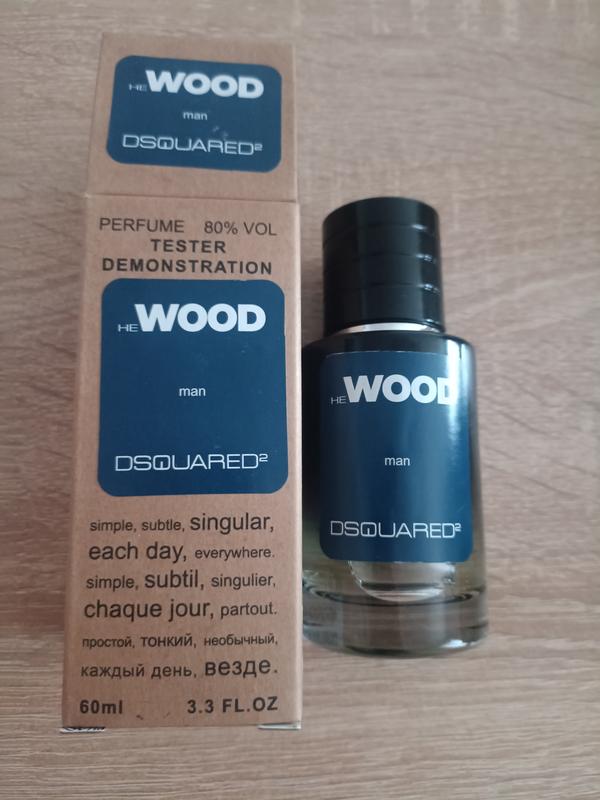 HE WOOD
man
DSQUARED²
PERFUME 80% VOL
TESTER
DEMONSTRATION
HE WOOD
man
DSQUARED²
simple, subtle, singular,
each day, everywhere.
simple, subtil, singulier,
chaque jour, partout.
простой, тонкий, необычный,
каждый день, везде.
60ml 3.3 FL.OZ
HE WOOD
man
DSQUARED²